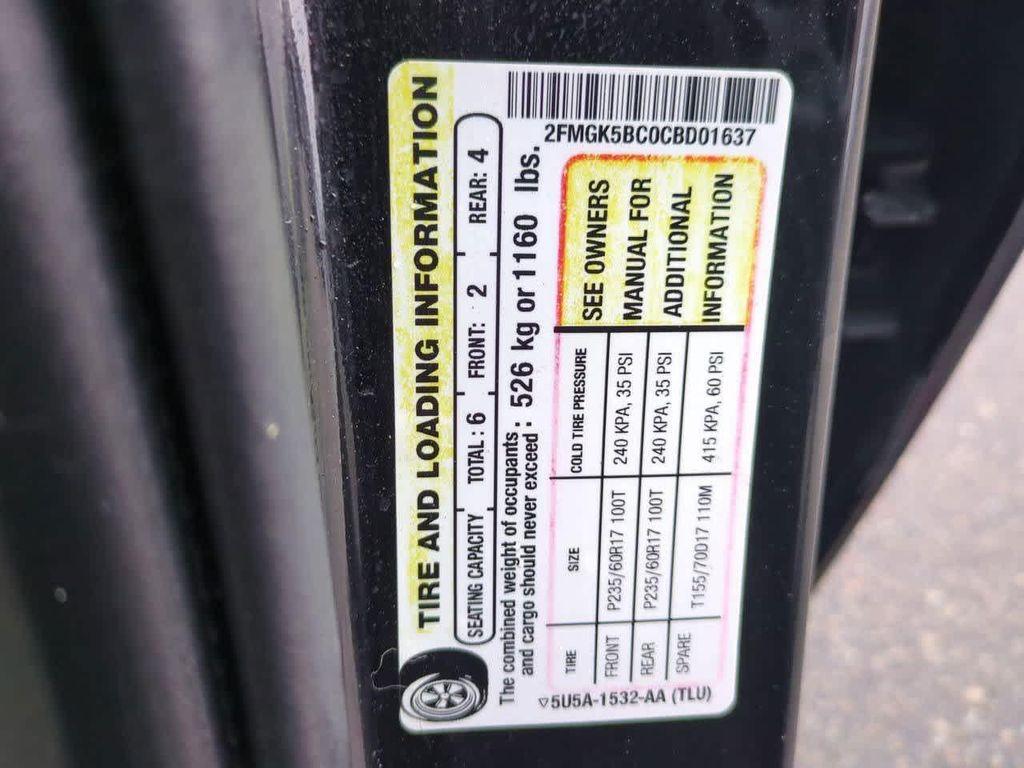 TIRE AND LOADING INFORMATION
SEATING CAPACITY TOTAL : 6 FRONT: 2 REAR: 4
The combined weight of occupants
and cargo should never exceed : 526 kg or 1160 lbs.
TIRE SIZE COLD TIRE PRESSURE
FRONT P235/60R17 100T 240 KPA, 35 PSI
REAR P235/60R17 100T 240 KPA, 35 PSI
SPARE T155/70D17 110M 415 KPA, 60 PSI
SEE OWNERS
MANUAL FOR
ADDITIONAL
INFORMATION
5U5A-1532-AA (TLU)
2FMGK5BC0CBD01637